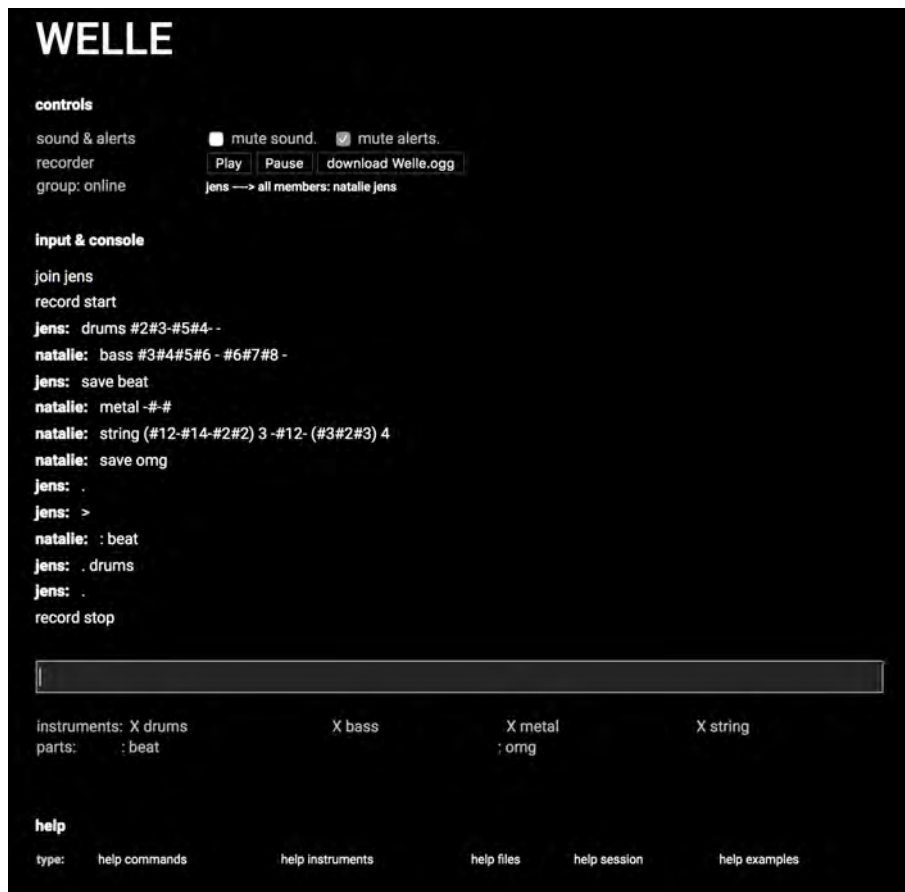 WELLE
controls
sound & alerts mute sound. mute alerts.
recorder Play Pause download Welle.ogg
group: online jens ----> all members: natalie jens
input & console
join jens
record start
jens: drums #2#3-#5#4- -
natalie: bass #3#4#5#6 - #6#7#8 -
jens: save beat
natalie: metal -#-#
natalie: string (#12-#14-#2#2) 3 -#12- (#3#2#3) 4
natalie: save omg
jens: .
jens: >
natalie: : beat
jens: . drums
jens: .
record stop
instruments: X drums X bass X metal X string
parts: : beat : omg
help
type: help commands help instruments help files help session help examples